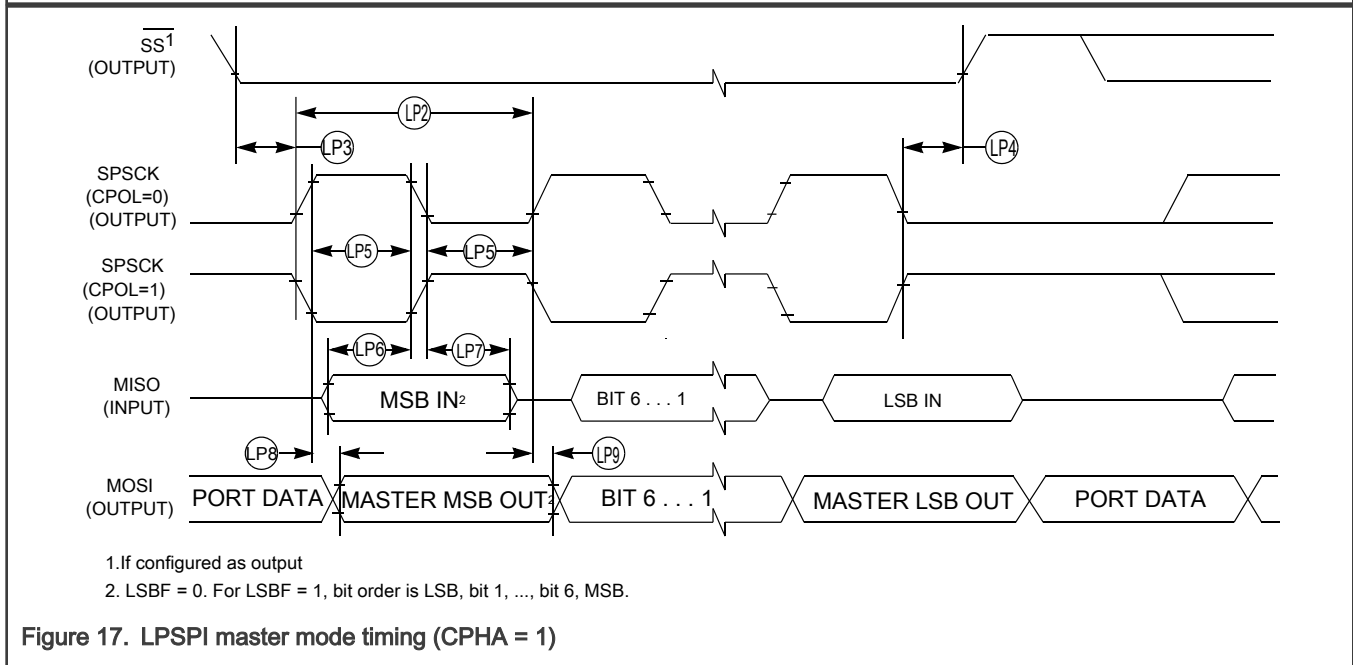 SS1
(OUTPUT)
LP2
LP3
LP4
SPSCK
(CPOL=0)
(OUTPUT)
LP5
LP5
SPSCK
(CPOL=1)
(OUTPUT)
LP6
LP7
MISO
(INPUT)
MSB IN2
BIT 6 . . . 1
LSB IN
LP8
LP9
MOSI
(OUTPUT)
PORT DATA
MASTER MSB OUT2
BIT 6 . . . 1
MASTER LSB OUT
PORT DATA
1.If configured as output
2. LSBF = 0. For LSBF = 1, bit order is LSB, bit 1, ..., bit 6, MSB.
Figure 17. LPSPI master mode timing (CPHA = 1)